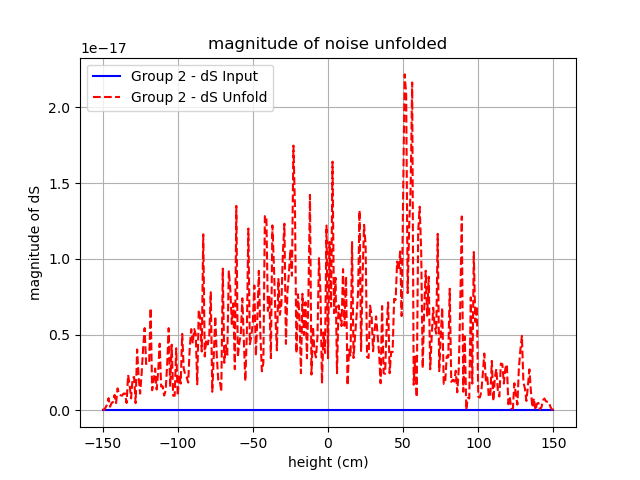 magnitude of noise unfolded
1e−17
Group 2 - dS Input
Group 2 - dS Unfold
magnitude of dS
2.0
1.5
1.0
0.5
0.0
−150
−100
−50
0
50
100
150
height (cm)